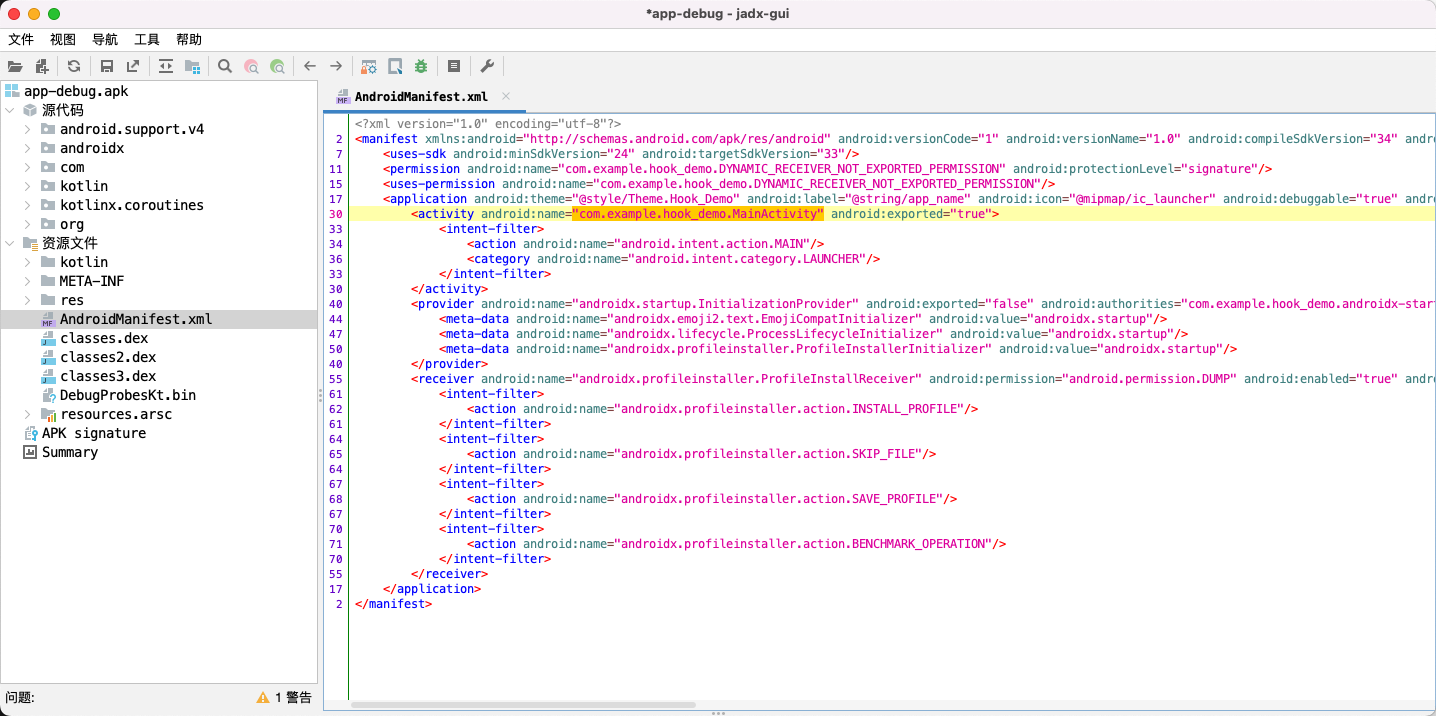 *app-debug - jadx-gui
文件 视图 导航 工具 帮助
app-debug.apk
源代码
android.support.v4
androidx
com
kotlin
kotlinx.coroutines
org
资源文件
kotlin
META-INF
res
AndroidManifest.xml
classes.dex
classes2.dex
classes3.dex
DebugProbesKt.bin
resources.arsc
APK signature
Summary
问题: 1 警告
AndroidManifest.xml
<?xml version="1.0" encoding="utf-8"?>
2 <manifest xmlns:android="http://schemas.android.com/apk/res/android" android:versionCode="1" android:versionName="1.0" android:compileSdkVersion="34" andro
7 <uses-sdk android:minSdkVersion="24" android:targetSdkVersion="33"/>
11 <permission android:name="com.example.hook_demo.DYNAMIC_RECEIVER_NOT_EXPORTED_PERMISSION" android:protectionLevel="signature"/>
15 <uses-permission android:name="com.example.hook_demo.DYNAMIC_RECEIVER_NOT_EXPORTED_PERMISSION"/>
17 <application android:theme="@style/Theme.Hook_Demo" android:label="@string/app_name" android:icon="@mipmap/ic_launcher" android:debuggable="true" andro
30 <activity android:name="com.example.hook_demo.MainActivity" android:exported="true">
33 <intent-filter>
34 <action android:name="android.intent.action.MAIN"/>
36 <category android:name="android.intent.category.LAUNCHER"/>
33 </intent-filter>
30 </activity>
40 <provider android:name="androidx.startup.InitializationProvider" android:exported="false" android:authorities="com.example.hook_demo.androidx-star
44 <meta-data android:name="androidx.emoji2.text.EmojiCompatInitializer" android:value="androidx.startup"/>
47 <meta-data android:name="androidx.lifecycle.ProcessLifecycleInitializer" android:value="androidx.startup"/>
50 <meta-data android:name="androidx.profileinstaller.ProfileInstallerInitializer" android:value="androidx.startup"/>
40 </provider>
55 <receiver android:name="androidx.profileinstaller.ProfileInstallReceiver" android:permission="android.permission.DUMP" android:enabled="true" andro
61 <intent-filter>
62 <action android:name="androidx.profileinstaller.action.INSTALL_PROFILE"/>
61 </intent-filter>
64 <intent-filter>
65 <action android:name="androidx.profileinstaller.action.SKIP_FILE"/>
64 </intent-filter>
67 <intent-filter>
68 <action android:name="androidx.profileinstaller.action.SAVE_PROFILE"/>
67 </intent-filter>
70 <intent-filter>
71 <action android:name="androidx.profileinstaller.action.BENCHMARK_OPERATION"/>
70 </intent-filter>
55 </receiver>
17 </application>
2 </manifest>